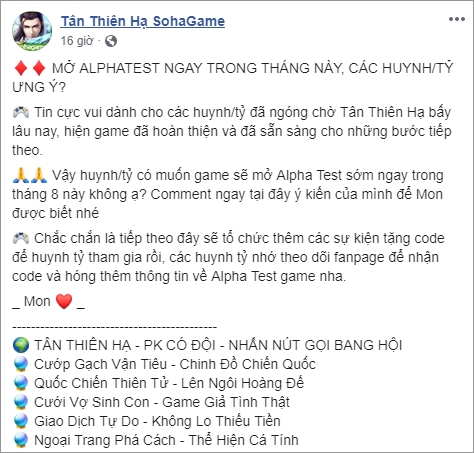 Tân Thiên Hạ SohaGame
16 giờ ·
♦️♦️ MỞ ALPHATEST NGAY TRONG THÁNG NÀY, CÁC HUYNH/TỶ
ƯNG Ý?
🎮 Tin cực vui dành cho các huynh/tỷ đã ngóng chờ Tân Thiên Hạ bấy
lâu nay, hiện game đã hoàn thiện và đã sẵn sàng cho những bước tiếp
theo.
🙏🙏 Vậy huynh/tỷ có muốn game sẽ mở Alpha Test sớm ngay trong
tháng 8 này không ạ? Comment ngay tại đây ý kiến của mình để Mon
được biết nhé
🎮 Chắc chắn là tiếp theo đây sẽ tổ chức thêm các sự kiện tặng code
để huynh tỷ tham gia rồi, các huynh tỷ nhớ theo dõi fanpage để nhận
code và hóng thêm thông tin về Alpha Test game nha.
_ Mon ❤️ _
--------------------------------------------
🌍 TÂN THIÊN HẠ - PK CÓ ĐỘI - NHẤN NÚT GỌI BANG HỘI
🔮 Cướp Gạch Vận Tiêu - Chinh Đồ Chiến Quốc
🔮 Quốc Chiến Thiên Tử - Lên Ngôi Hoàng Đế
🔮 Cưới Vợ Sinh Con - Game Giả Tình Thật
🔮 Giao Dịch Tự Do - Không Lo Thiếu Tiền
🔮 Ngoại Trang Phá Cách - Thể Hiện Cá Tính